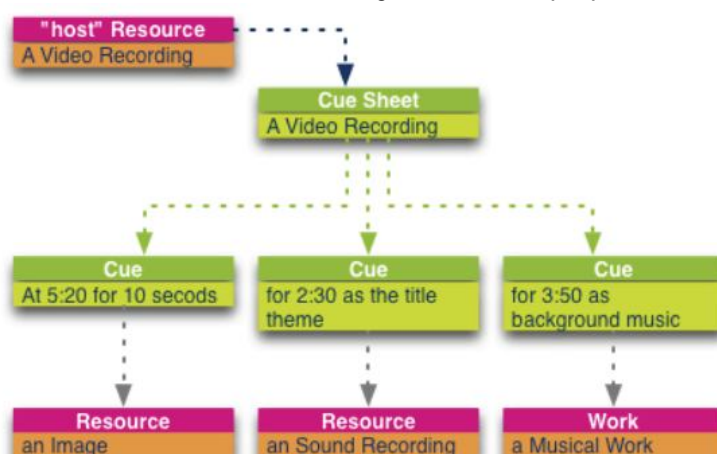 "host" Resource
A Video Recording
Cue Sheet
A Video Recording
Cue
At 5:20 for 10 secods
Cue
for 2:30 as the title
theme
Cue
for 3:50 as
background music
Resource
an Image
Resource
an Sound Recording
Work
a Musical Work